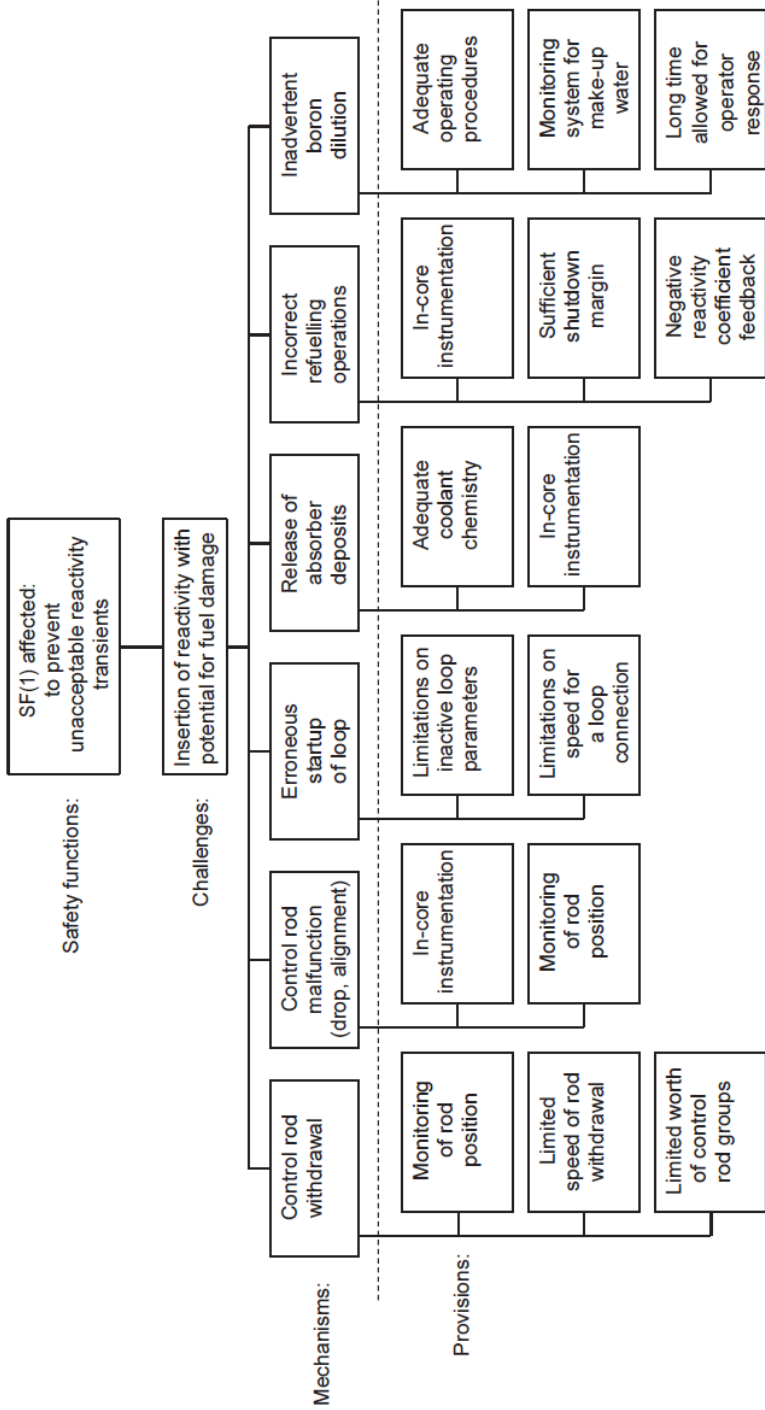 Safety functions:
SF(1) affected:
to prevent
unacceptable reactivity
transients
Challenges:
Insertion of reactivity with
potential for fuel damage
Mechanisms:
Control rod
withdrawal
Control rod
malfunction
(drop, alignment)
Erroneous
startup
of loop
Release of
absorber
deposits
Incorrect
refuelling
operations
Inadvertent
boron
dilution
Provisions:
Monitoring
of rod
position
Limited
speed of rod
withdrawal
Limited worth
of control
rod groups
In-core
instrumentation
Monitoring
of rod
position
Limitations on
inactive loop
parameters
Limitations on
speed for
a loop
connection
Adequate
coolant
chemistry
In-core
instrumentation
In-core
instrumentation
Sufficient
shutdown
margin
Negative
reactivity
coefficient
feedback
Adequate
operating
procedures
Monitoring
system for
make-up
water
Long time
allowed for
operator
response